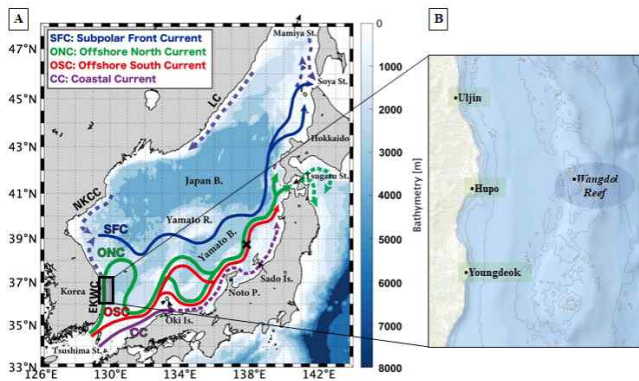 A
B
SFC: Subpolar Front Current
ONC: Offshore North Current
OSC: Offshore South Current
CC: Coastal Current
Mamiya St.
Soya St.
Hokkaido
Tsugaru St.
LC
Japan B.
NKCC
SFC
Yamato R.
Yamato B.
ONC
Sado Is.
Noto P.
Korea
EKWC
OSC
Oki Is.
CC
Tsushima St.
47°N
45°N
43°N
41°N
39°N
37°N
35°N
33°N
126°E
130°E
134°E
138°E
142°E
0
1000
2000
3000
4000
5000
6000
7000
8000
Bathymetry [m]
Uljin
Hupo
Wangdol
Reef
Youngdeok